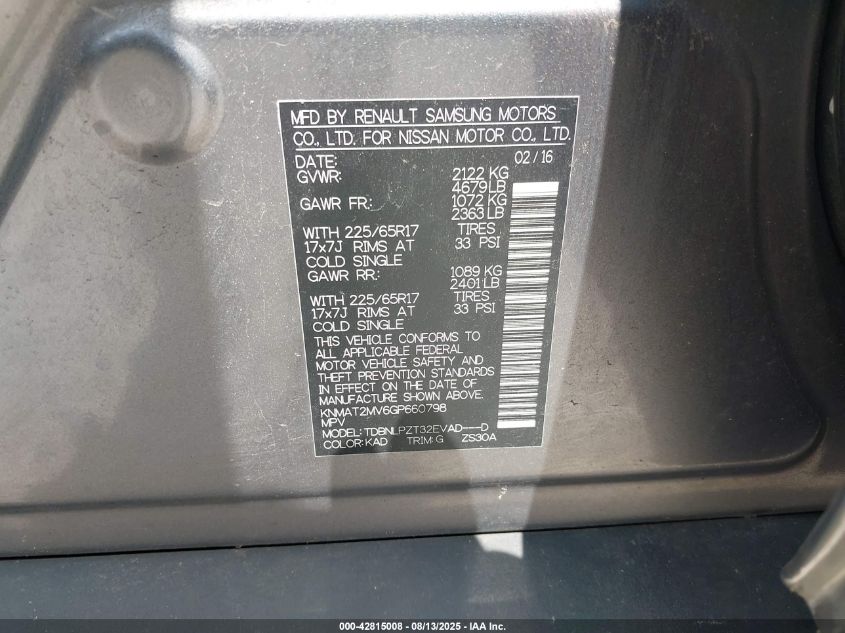 MFD BY RENAULT SAMSUNG MOTORS
CO., LTD. FOR NISSAN MOTOR CO., LTD.
DATE: 02 / 16
GVWR: 2122 KG
4679 LB
GAWR FR: 1072 KG
2363 LB
WITH 225/65R17 TIRES
17x7J RIMS AT 33 PSI
COLD SINGLE
GAWR RR: 1089 KG
2401 LB
WITH 225/65R17 TIRES
17x7J RIMS AT 33 PSI
COLD SINGLE
THIS VEHICLE CONFORMS TO
ALL APPLICABLE FEDERAL
MOTOR VEHICLE SAFETY AND
THEFT PREVENTION STANDARDS
IN EFFECT ON THE DATE OF
MANUFACTURE SHOWN ABOVE.
KNMAT2MV6GP660798
MPV
MODEL: TDBNLPZT32EVAD---D
COLOR: KAD TRIM: G ZS30A
000-42815008 - 08/13/2025 - IAA Inc.